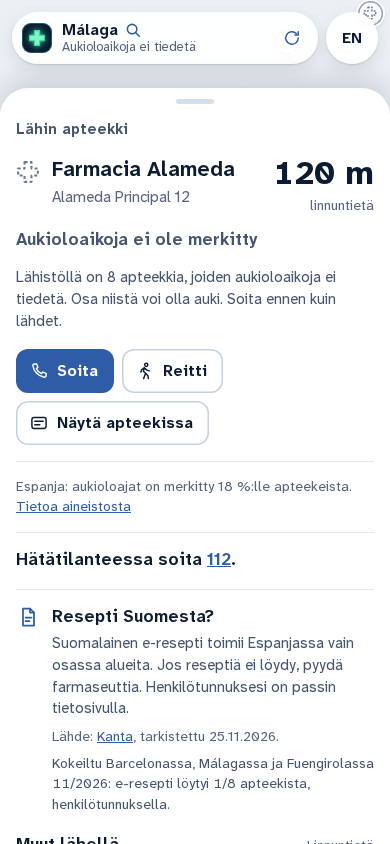 Málaga
Aukioloaikoja ei tiedetä
EN
Lähin apteekki
Farmacia Alameda
120 m
Alameda Principal 12
linnuntietä
Aukioloaikoja ei ole merkitty
Lähistöllä on 8 apteekkia, joiden aukioloaikoja ei
tiedetä. Osa niistä voi olla auki. Soita ennen kuin
lähdet.
Soita
Reitti
Näytä apteekissa
Espanja: aukioloajat on merkitty 18 %:lle apteekeista.
Tietoa aineistosta
Hätätilanteessa soita 112.
Resepti Suomesta?
Suomalainen e-resepti toimii Espanjassa vain
osassa alueita. Jos reseptiä ei löydy, pyydä
farmaseuttia. Henkilötunnuksesi on passin
tietosivulla.
Lähde: Kanta, tarkistettu 25.11.2026.
Kokeiltu Barcelonassa, Málagassa ja Fuengirolassa
11/2026: e-resepti löytyi 1/8 apteekista,
henkilötunnuksella.
Muut lähellä
Linnuntietä